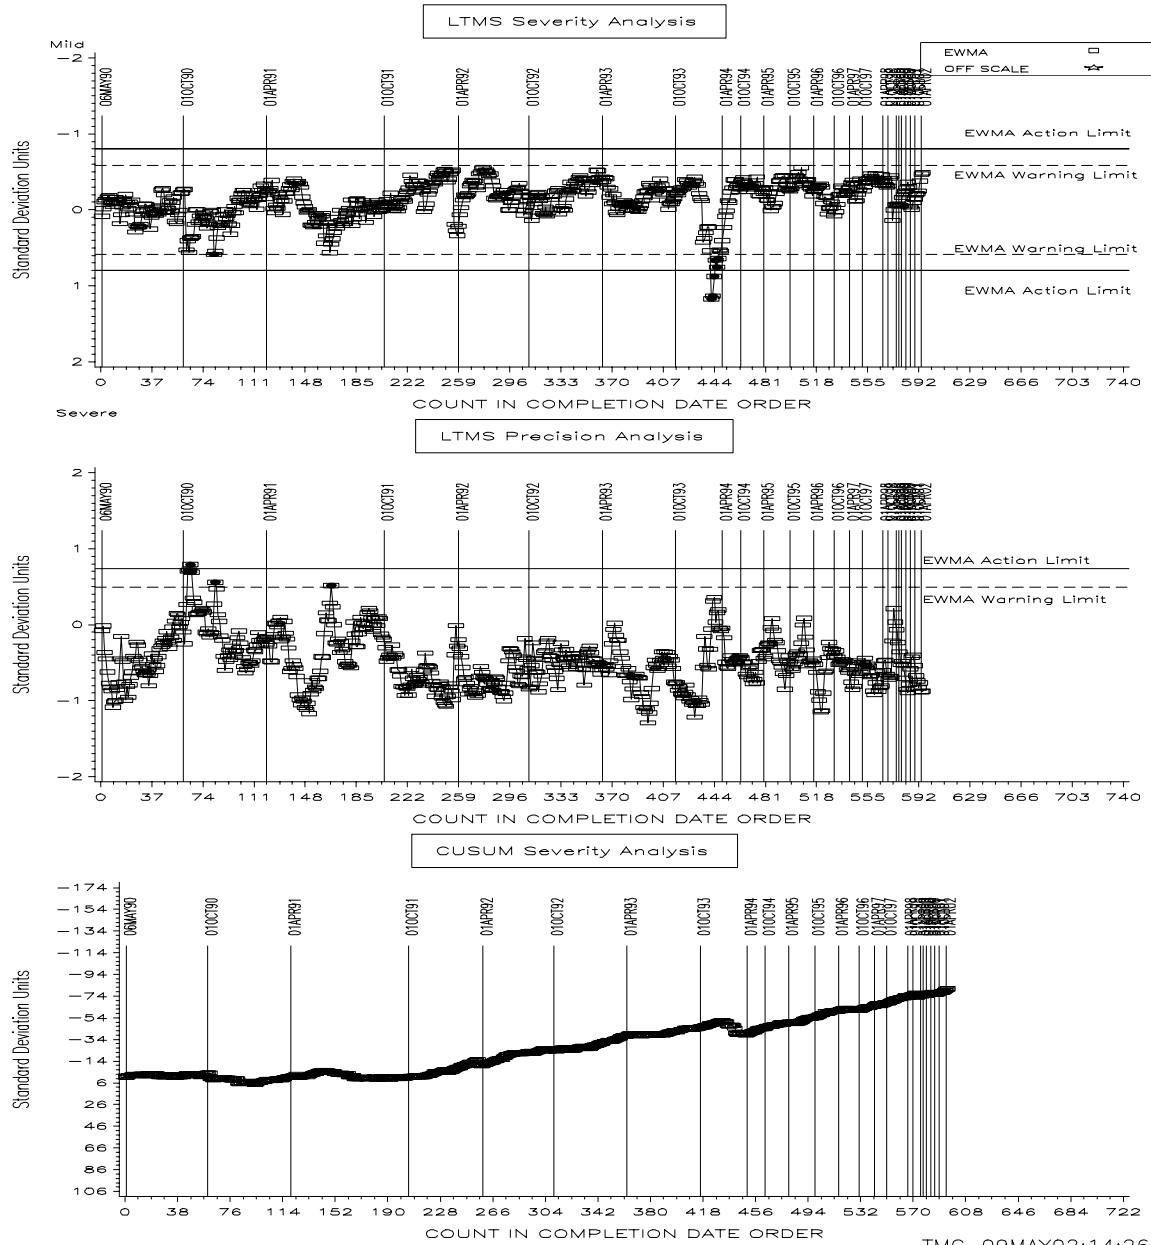 LTMS Severity Analysis
Mild
EWMA
OFF SCALE
-2
-1
0
1
2
Standard Deviation Units
06MAY90 01OCT90 01APR91 01OCT91 01APR92 01OCT92 01APR93 01OCT93 01APR94 01OCT94 01APR95 01OCT95 01APR96 01OCT96 01APR97 01OCT97 01APR98 01APR02
EWMA Action Limit
EWMA Warning Limit
EWMA Warning Limit
EWMA Action Limit
0 37 74 111 148 185 222 259 296 333 370 407 444 481 518 555 592 629 666 703 740
COUNT IN COMPLETION DATE ORDER
Severe
LTMS Precision Analysis
2
1
0
-1
-2
Standard Deviation Units
06MAY90 01OCT90 01APR91 01OCT91 01APR92 01OCT92 01APR93 01OCT93 01APR94 01OCT94 01APR95 01OCT95 01APR96 01OCT96 01APR97 01OCT97 01APR98 01APR02
EWMA Action Limit
EWMA Warning Limit
0 37 74 111 148 185 222 259 296 333 370 407 444 481 518 555 592 629 666 703 740
COUNT IN COMPLETION DATE ORDER
CUSUM Severity Analysis
-174
-154
-134
-114
-94
-74
-54
-34
-14
6
26
46
66
86
106
Standard Deviation Units
06MAY90 01OCT90 01APR91 01OCT91 01APR92 01OCT92 01APR93 01OCT93 01APR94 01OCT94 01APR95 01OCT95 01APR96 01OCT96 01APR97 01OCT97 01APR98 01APR02
0 38 76 114 152 190 228 266 304 342 380 418 456 494 532 570 608 646 684 722
COUNT IN COMPLETION DATE ORDER